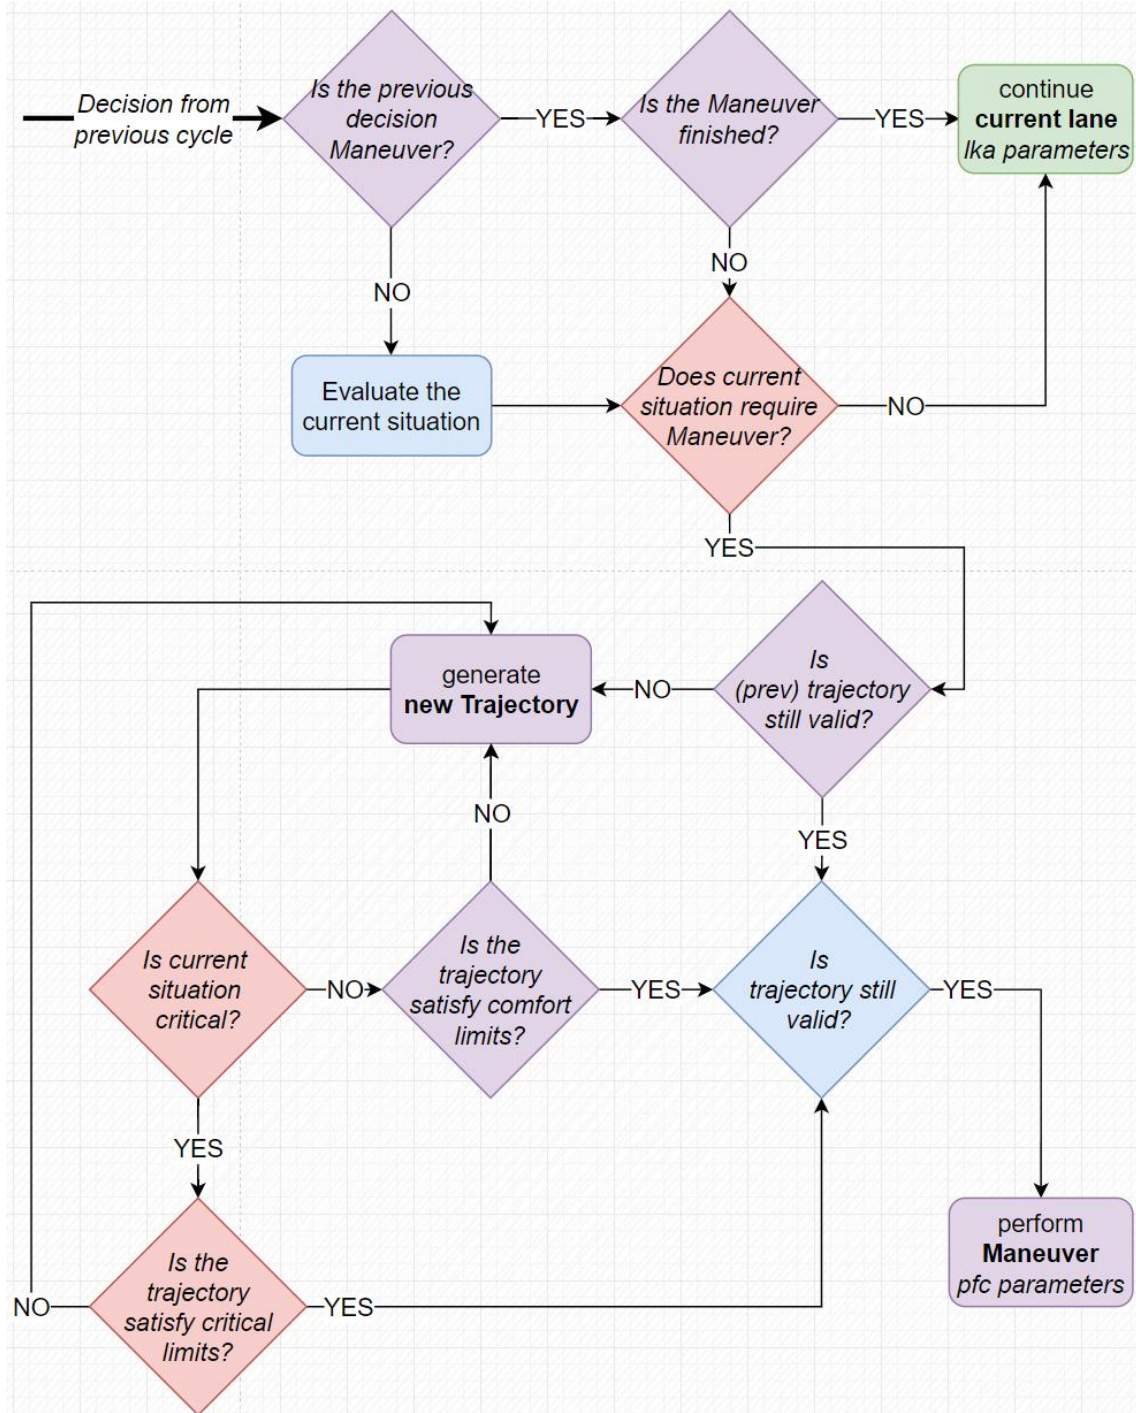 Decision from
previous cycle
Is the previous
decision
Maneuver?
YES
Is the Maneuver
finished?
YES
continue
current lane
lka parameters
NO
NO
Evaluate the
current situation
Does current
situation require
Maneuver?
NO
YES
generate
new Trajectory
NO
Is
(prev) trajectory
still valid?
NO
YES
Is current
situation
critical?
NO
Is the
trajectory
satisfy comfort
limits?
YES
Is
trajectory still
valid?
YES
YES
Is the
trajectory
satisfy critical
limits?
NO
YES
perform
Maneuver
pfc parameters